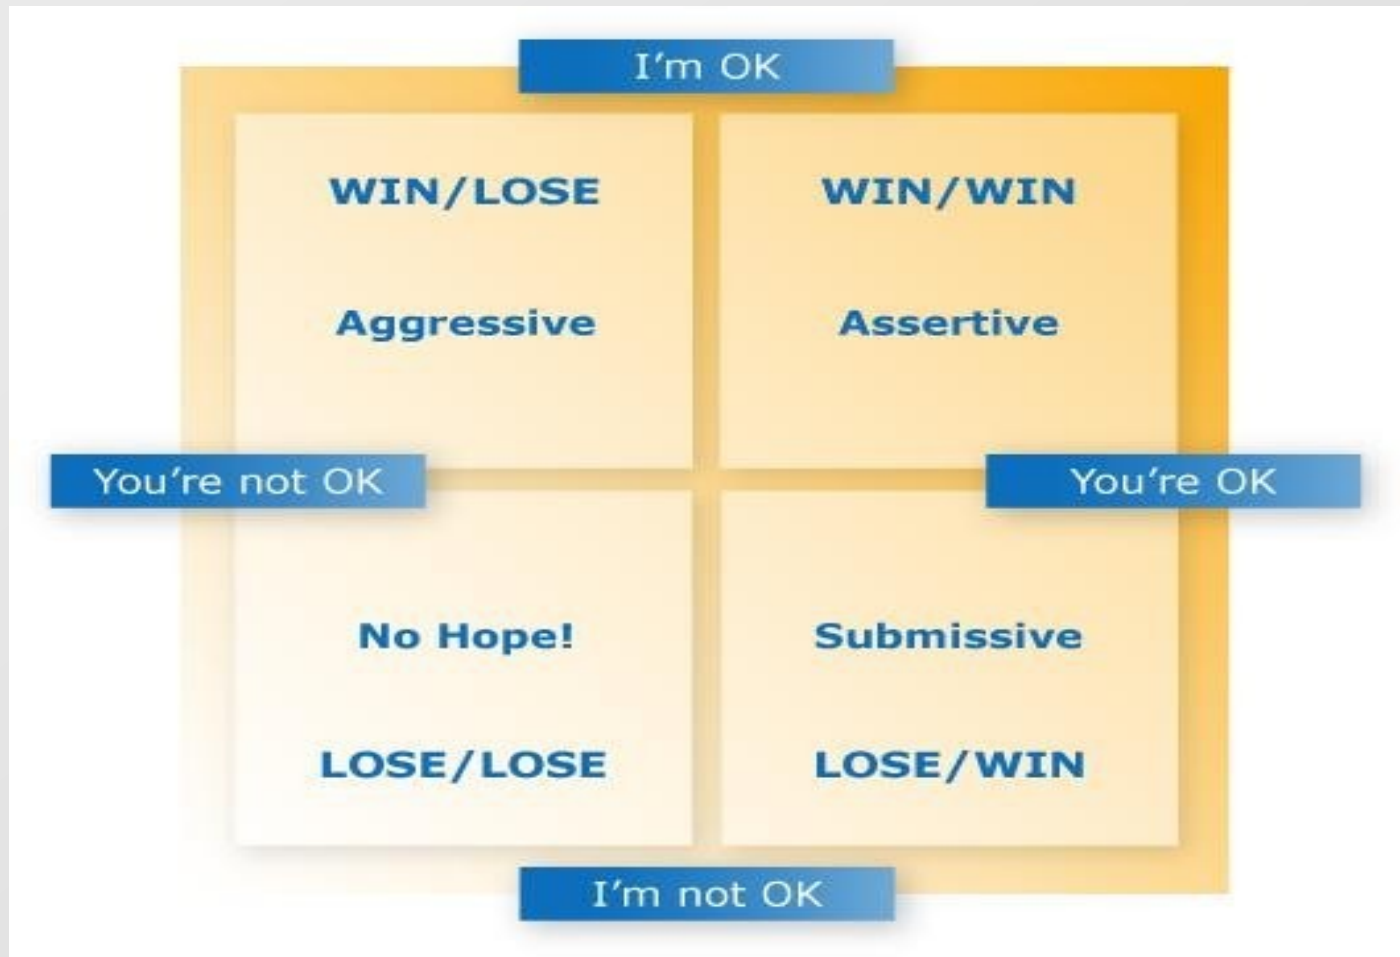 I'm OK
WIN/LOSE
Aggressive
WIN/WIN
Assertive
You're not OK
You're OK
No Hope!
LOSE/LOSE
Submissive
LOSE/WIN
I'm not OK